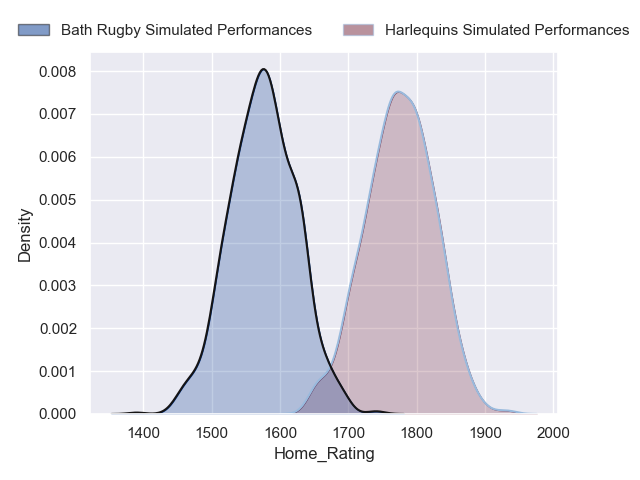 Bath Rugby Simulated Performances
Harlequins Simulated Performances
0.008
0.007
0.006
0.005
0.004
0.003
0.002
0.001
0.000
Density
1400 1500 1600 1700 1800 1900 2000
Home_Rating